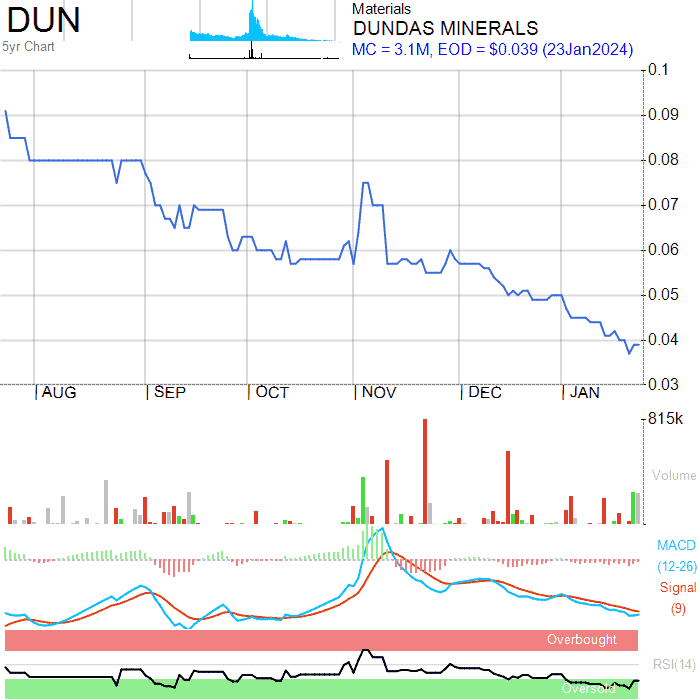 DUN
5yr Chart
Materials
DUNDAS MINERALS
MC = 3.1M, EOD = $0.039 (23Jan2024)
0.1
0.09
0.08
0.07
0.06
0.05
0.04
0.03
AUG SEP OCT NOV DEC JAN
815k
Volume
MACD
(12-26)
Signal
(9)
Overbought
RSI(14)
Oversold